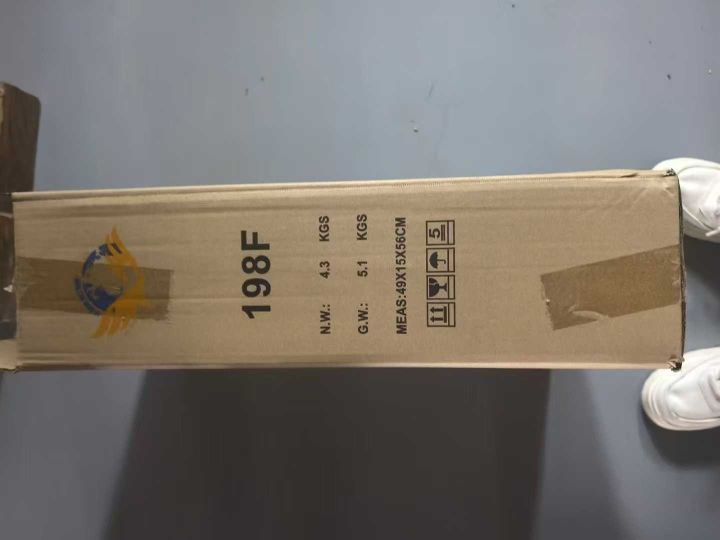 198F
N.W.: 4.3 KGS
G.W.: 5.1 KGS
MEAS:49X15X56CM
5